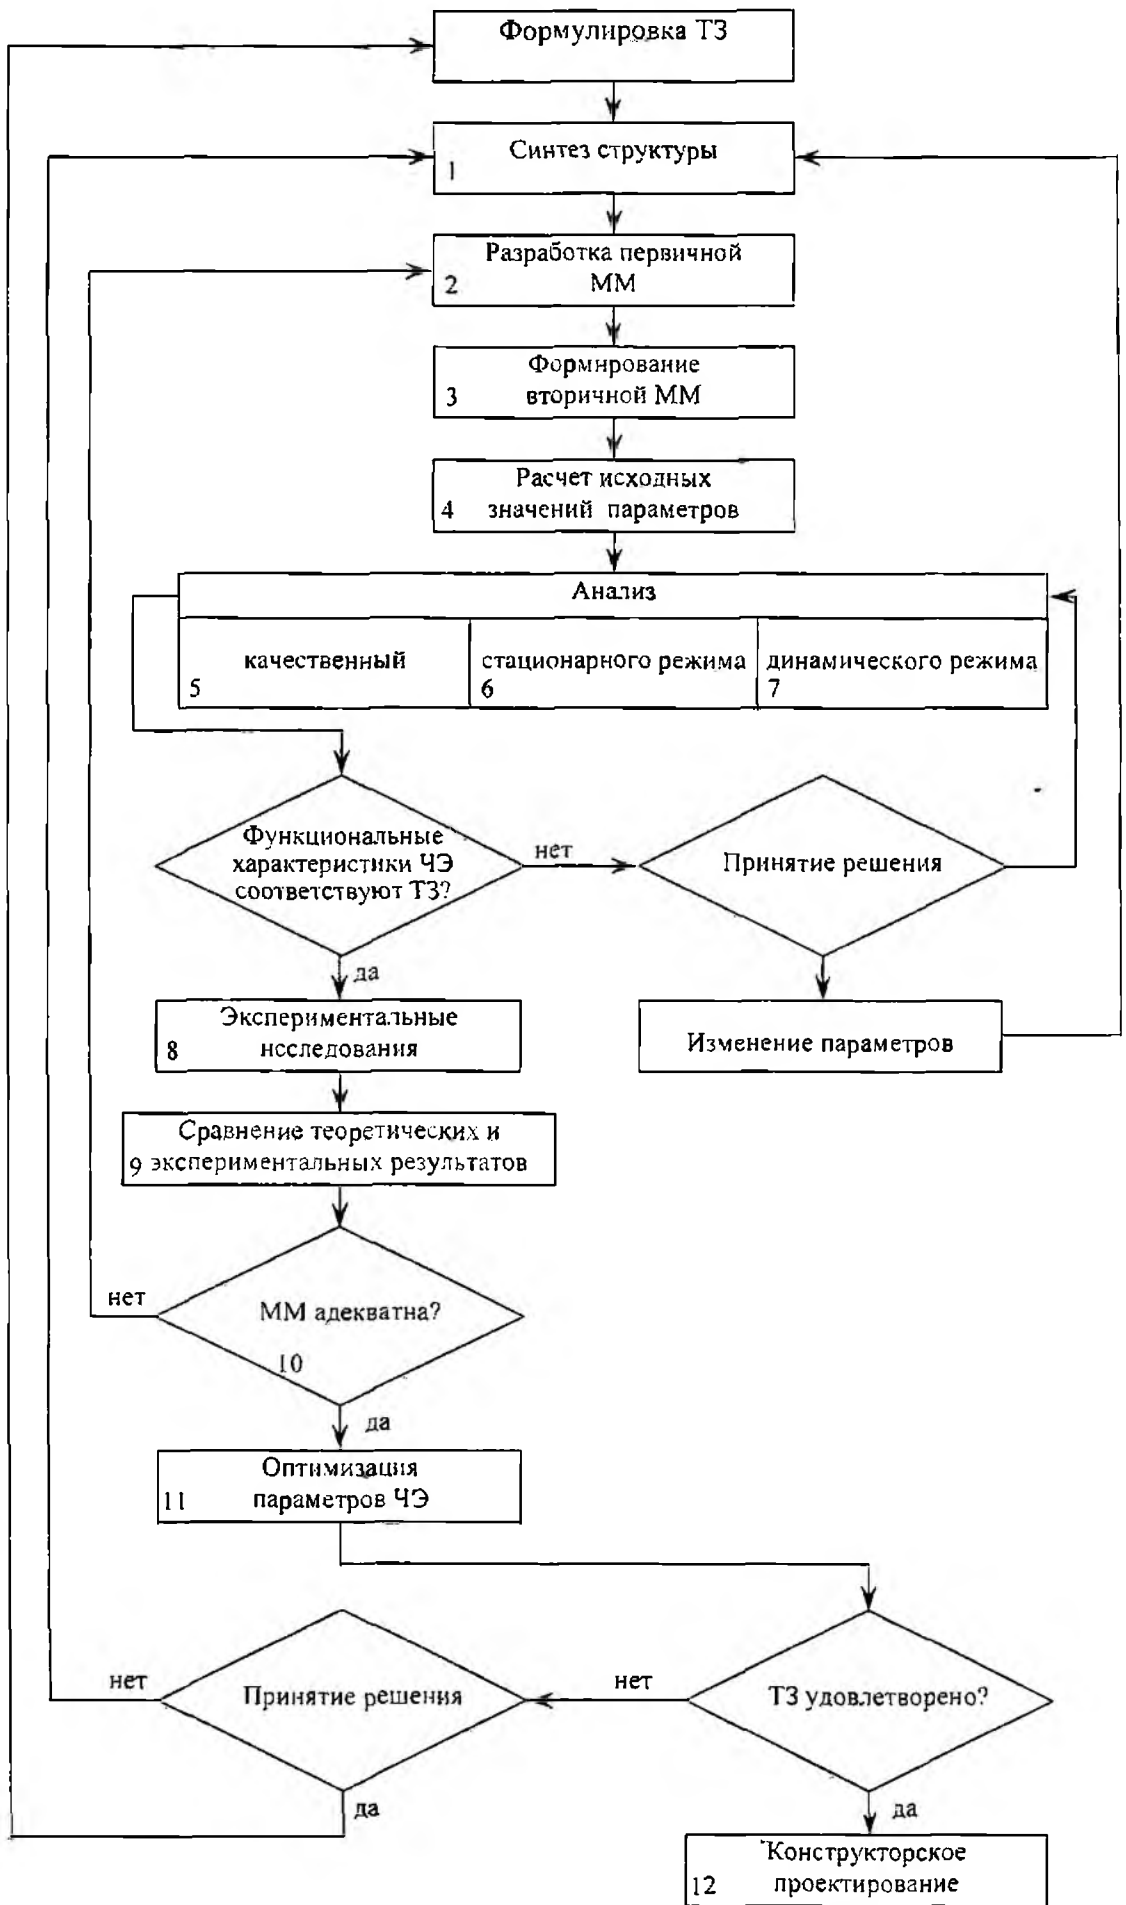 Формулировка ТЗ
Синтез структуры
1
Разработка первичной
2 ММ
Формирование
3 вторичной ММ
Расчет исходных
4 значений параметров
Анализ
качественный
5
стационарного режима
6
динамического режима
7
Функциональные
характеристики ЧЭ
соответствуют ТЗ?
нет
Принятие решения
да
Экспериментальные
8 исследования
Изменение параметров
Сравнение теоретических и
9 экспериментальных результатов
нет
ММ адекватна?
10
да
Оптимизация
11 параметров ЧЭ
нет
Принятие решения
нет
ТЗ удовлетворено?
да
да
Конструкторское
12 проектирование